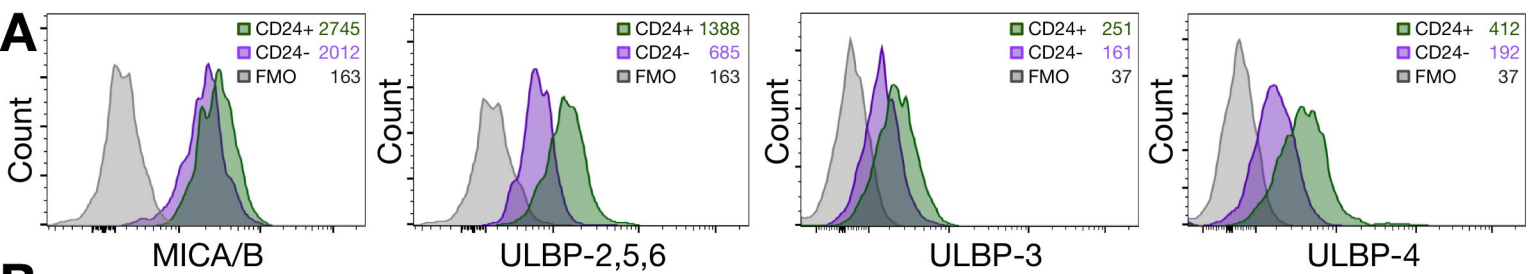 A
Count
CD24+ 2745
CD24- 2012
FMO 163
MICA/B
Count
CD24+ 1388
CD24- 685
FMO 163
ULBP-2,5,6
Count
CD24+ 251
CD24- 161
FMO 37
ULBP-3
Count
CD24+ 412
CD24- 192
FMO 37
ULBP-4